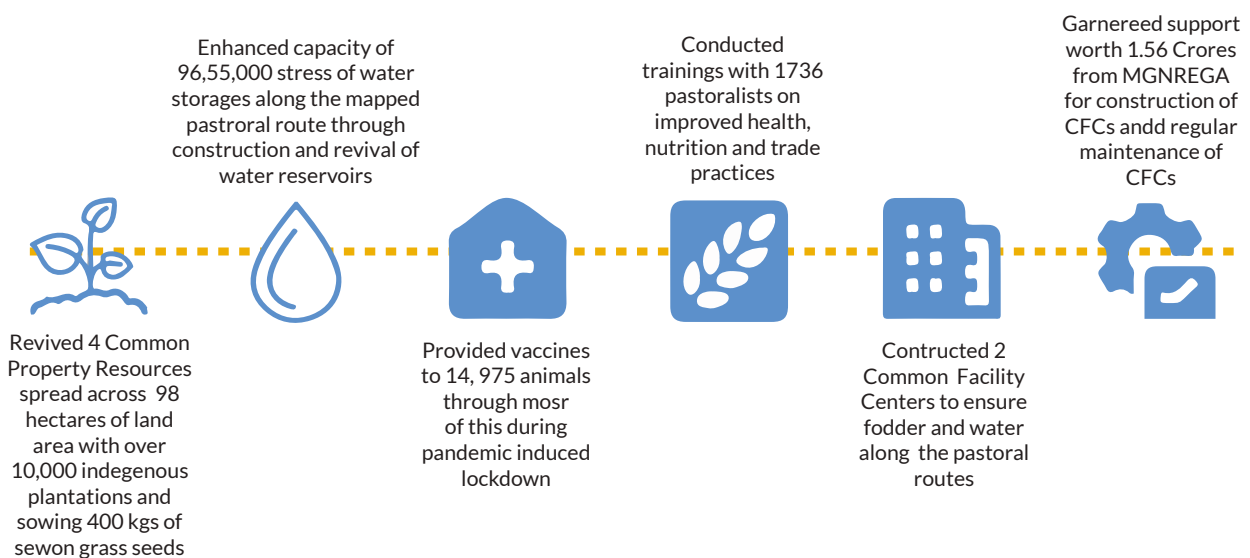 Revived 4 Common
Property Resources
spread across 98
hectares of land
area with over
10,000 indegenous
plantations and
sowing 400 kgs of
sewon grass seeds
Enhanced capacity of
96,55,000 stress of water
storages along the mapped
pastroral route through
construction and revival of
water reservoirs
Provided vaccines
to 14, 975 animals
through mosr
of this during
pandemic induced
lockdown
Conducted
trainings with 1736
pastoralists on
improved health,
nutrition and trade
practices
Contructed 2
Common Facility
Centers to ensure
fodder and water
along the pastoral
routes
Garnereed support
worth 1.56 Crores
from MGNREGA
for construction of
CFCs andd regular
maintenance of
CFCs